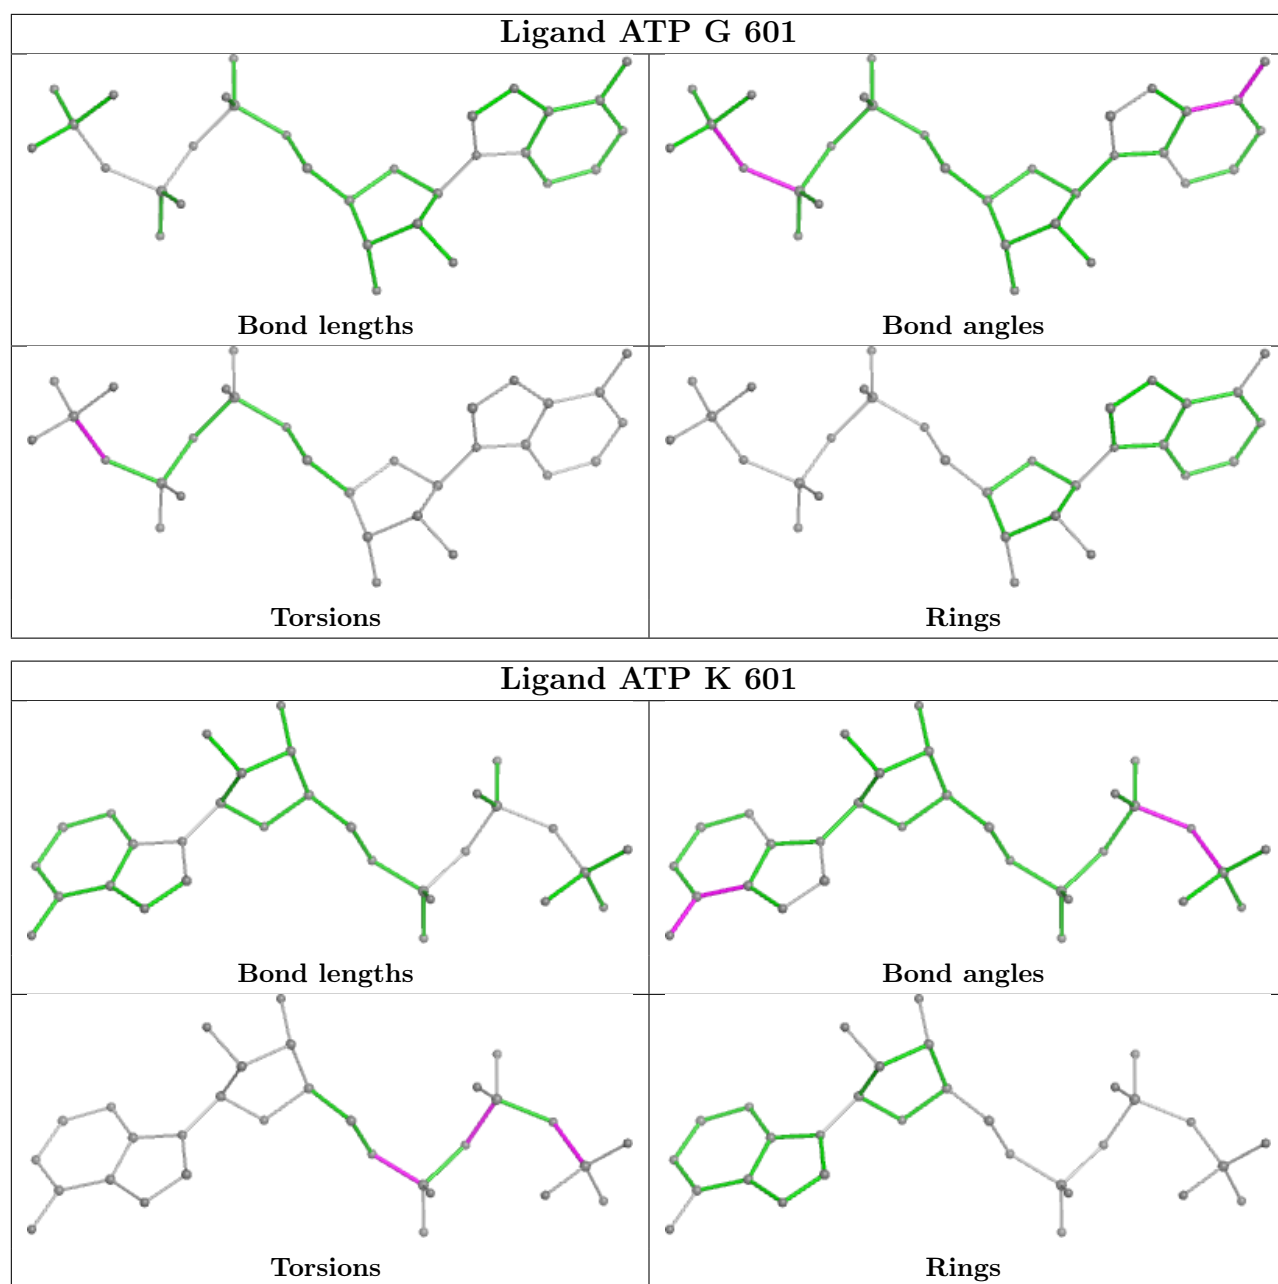 Ligand ATP G 601
Bond lengths
Bond angles
Torsions
Rings
Ligand ATP K 601
Bond lengths
Bond angles
Torsions
Rings